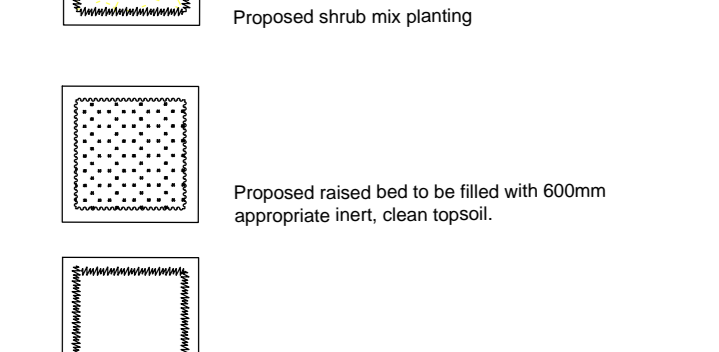 Proposed shrub mix planting
Proposed raised bed to be filled with 600mm
appropriate inert, clean topsoil.